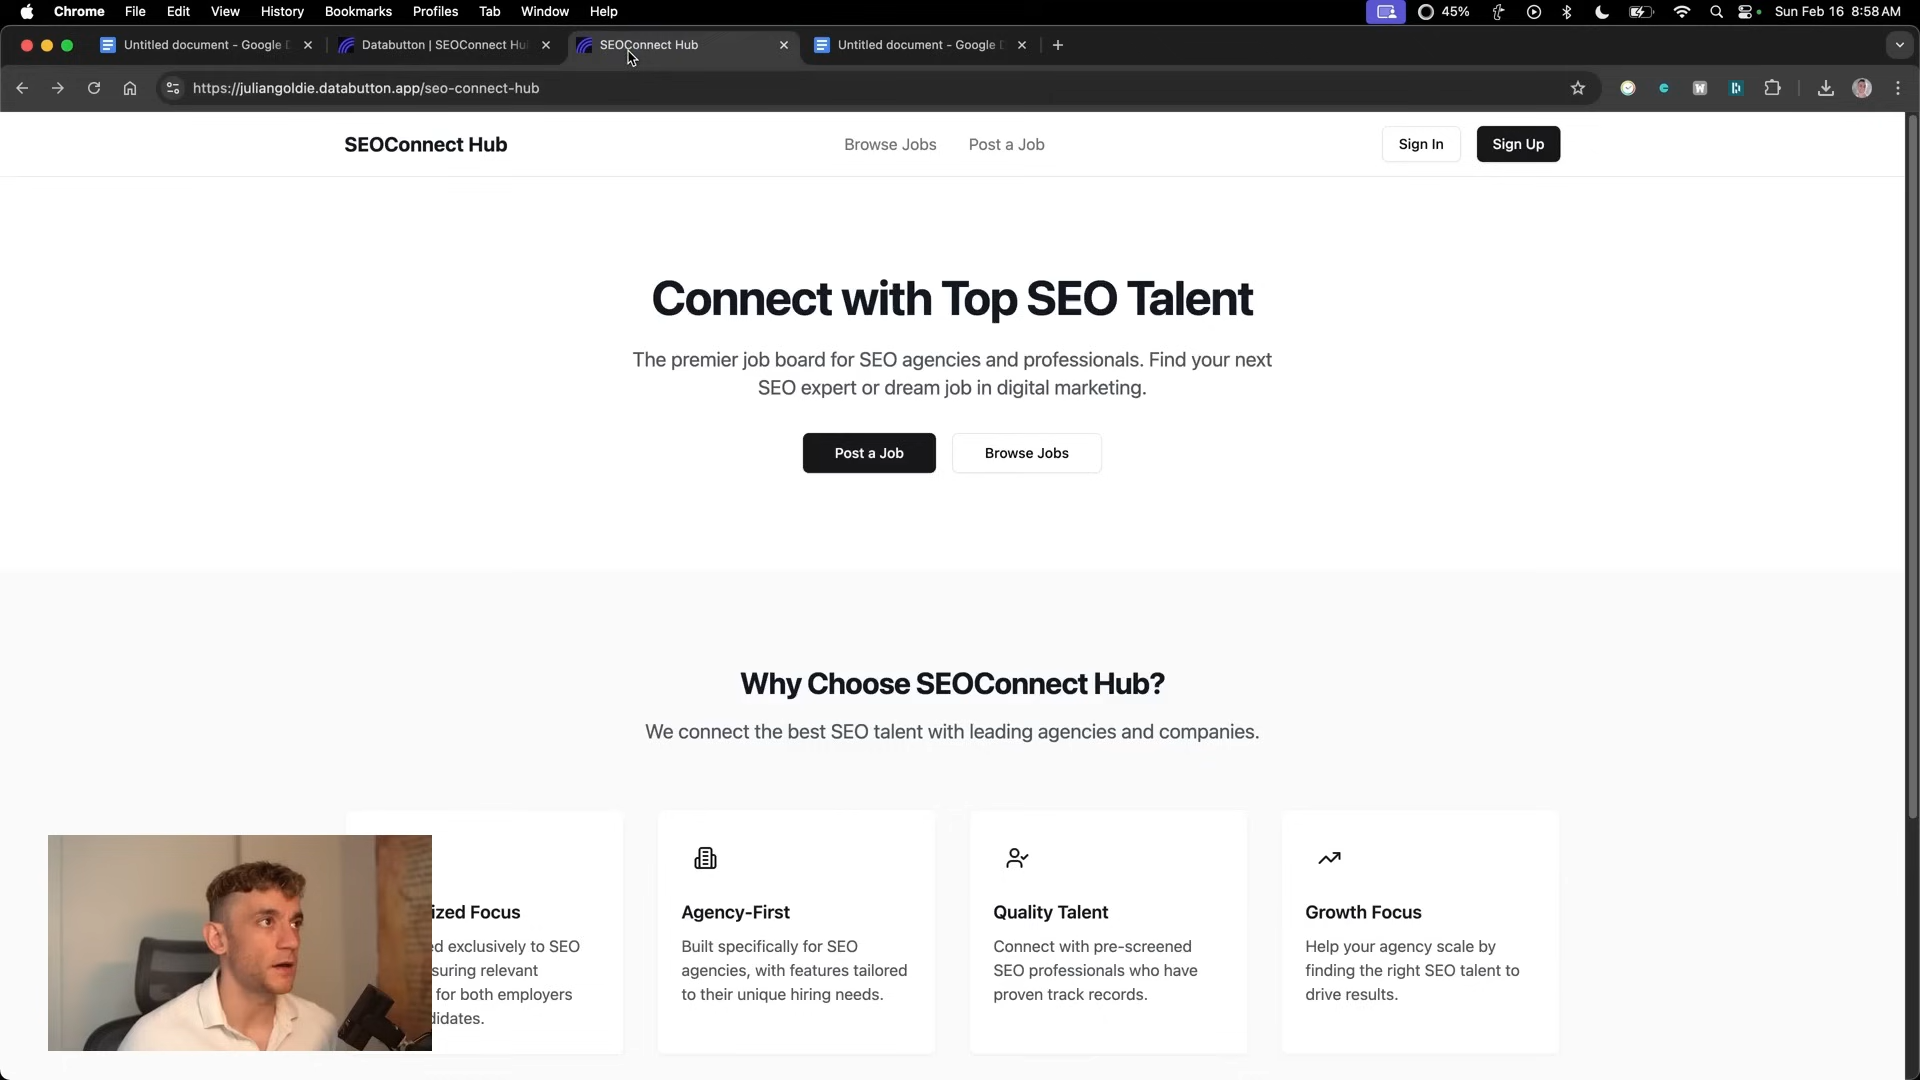 Chrome File Edit View History Bookmarks Profiles Tab Window Help 45% Sun Feb 16 8:58 AM
Untitled document - Google Databutton | SEOConnect Hu SEOConnect Hub Untitled document - Google
https://juliangoldie.databutton.app/seo-connect-hub
SEOConnect Hub Browse Jobs Post a Job Sign In Sign Up
Connect with Top SEO Talent
The premier job board for SEO agencies and professionals. Find your next
SEO expert or dream job in digital marketing.
Post a Job Browse Jobs
Why Choose SEOConnect Hub?
We connect the best SEO talent with leading agencies and companies.
ized Focus
ed exclusively to SEO
suring relevant
for both employers
didates.
Agency-First
Built specifically for SEO
agencies, with features tailored
to their unique hiring needs.
Quality Talent
Connect with pre-screened
SEO professionals who have
proven track records.
Growth Focus
Help your agency scale by
finding the right SEO talent to
drive results.